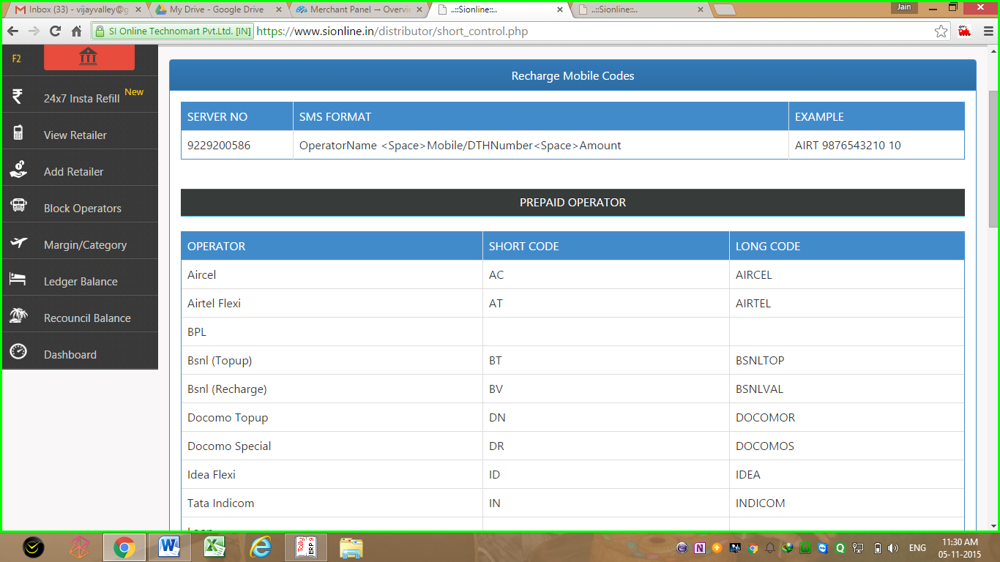 Inbox (33) - vijayvalley@g
My Drive - Google Drive
Merchant Panel → Overvie
..::Sionline::..
..::Sionline::..
Jain
SI Online Technomart Pvt.Ltd. [IN]
https://www.sionline.in/distributor/short_control.php
F2
24x7 Insta Refill New
View Retailer
Add Retailer
Block Operators
Margin/Category
Ledger Balance
Recouncil Balance
Dashboard
Recharge Mobile Codes
SERVER NO SMS FORMAT EXAMPLE
9229200586 OperatorName <Space>Mobile/DTHNumber<Space>Amount AIRT 9876543210 10
PREPAID OPERATOR
OPERATOR SHORT CODE LONG CODE
Aircel AC AIRCEL
Airtel Flexi AT AIRTEL
BPL
Bsnl (Topup) BT BSNLTOP
Bsnl (Recharge) BV BSNLVAL
Docomo Topup DN DOCOMOR
Docomo Special DR DOCOMOS
Idea Flexi ID IDEA
Tata Indicom IN INDICOM
Tally ERP 9
ENG
11:30 AM
05-11-2015